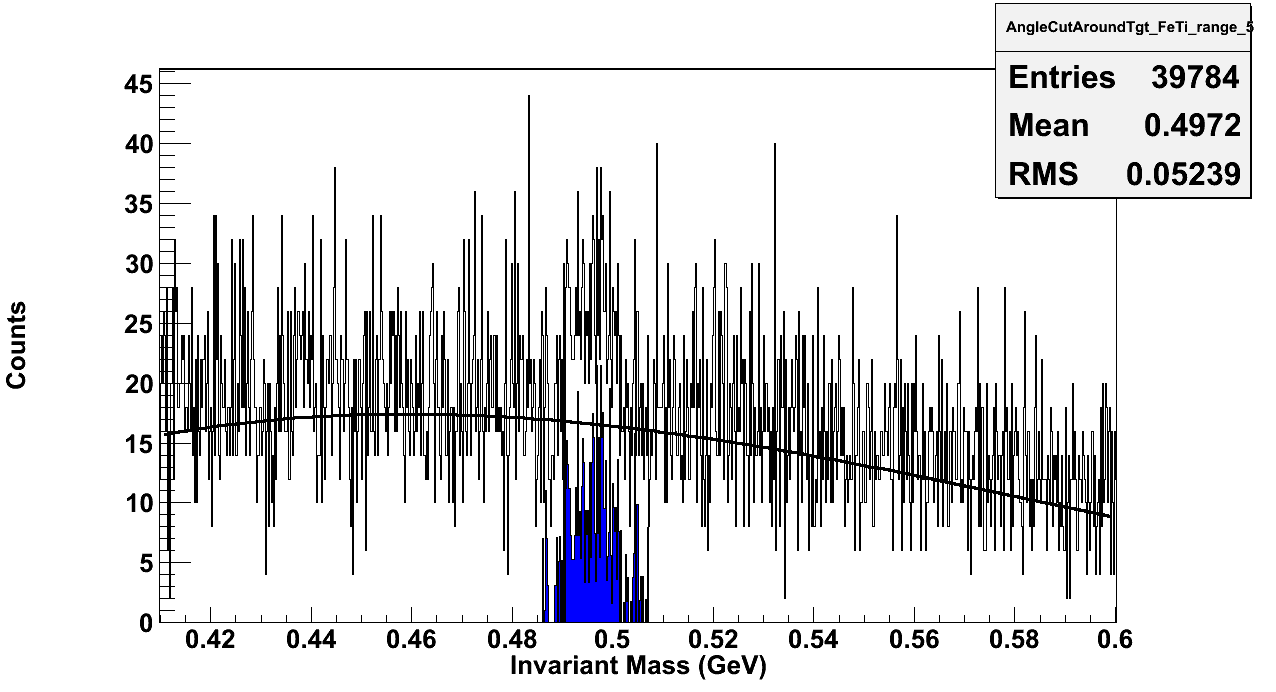 AngleCutAroundTgt_FeTi_range_5
Entries 39784
Mean 0.4972
RMS 0.05239
Counts
45
40
35
30
25
20
15
10
5
0
0.42 0.44 0.46 0.48 0.5 0.52 0.54 0.56 0.58 0.6
Invariant Mass (GeV)